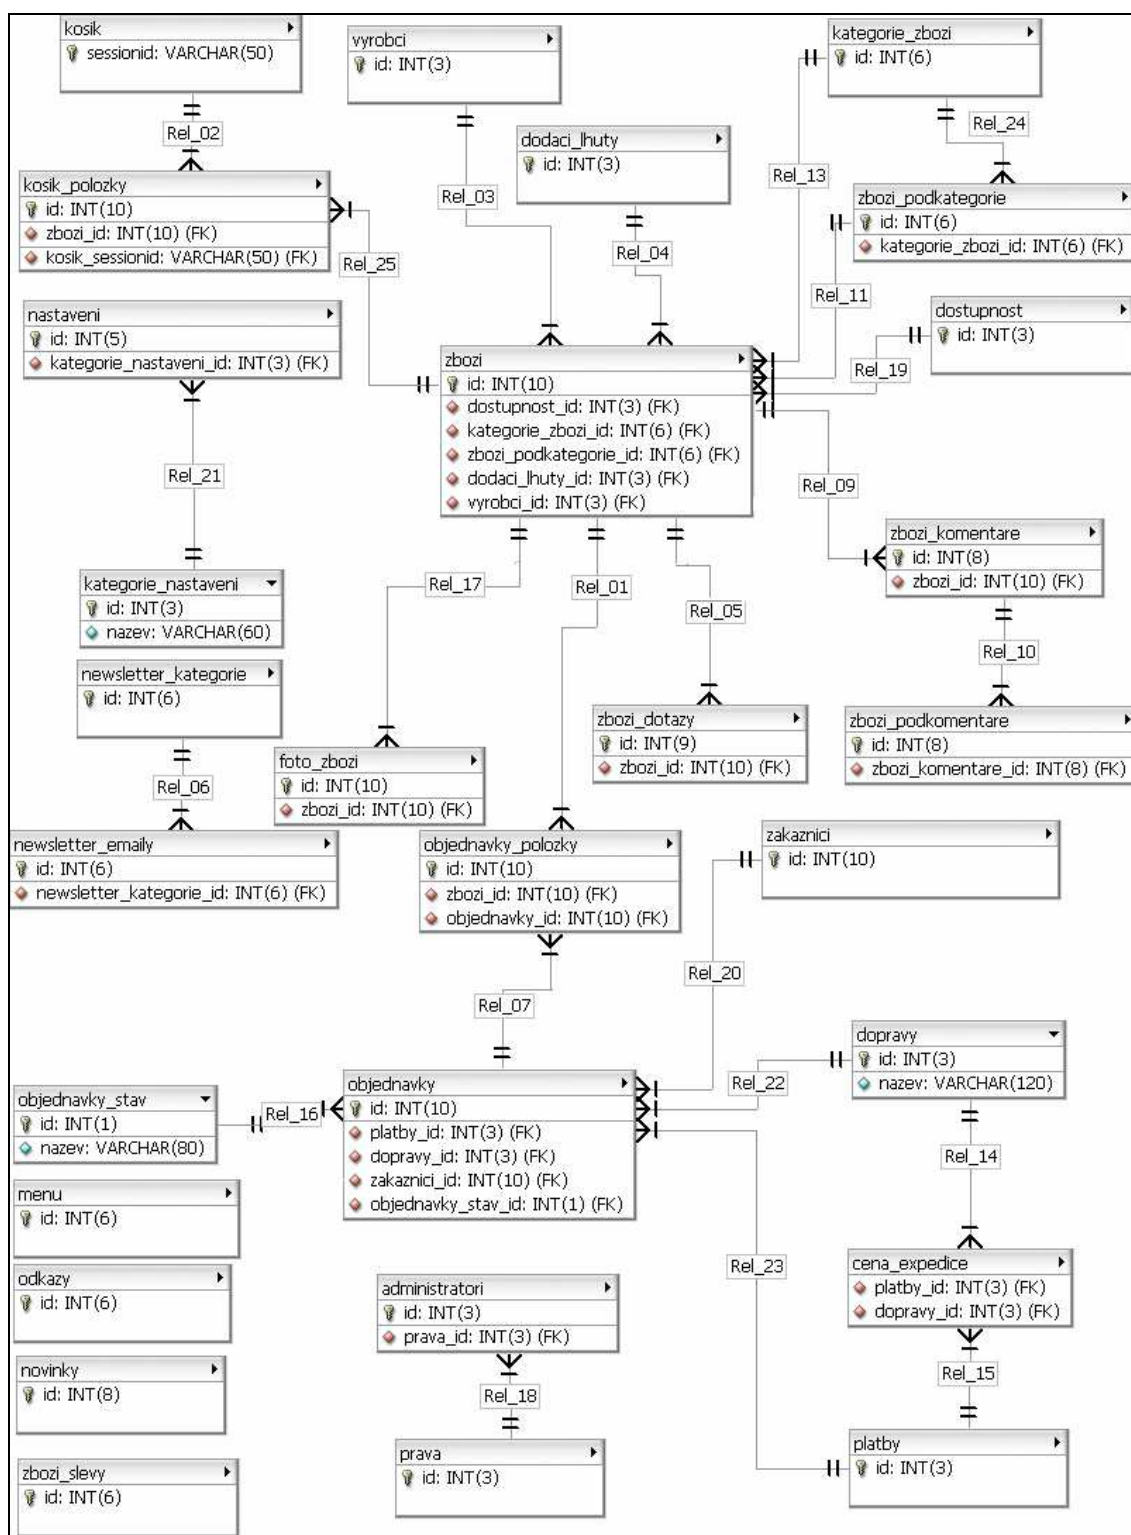 kosik
sessionid: VARCHAR(50)
Rel_02
kosik_polozky
id: INT(10)
zbozi_id: INT(10) (FK)
kosik_sessionid: VARCHAR(50) (FK)
Rel_25
vyrobci
id: INT(3)
Rel_03
dodaci_lhuty
id: INT(3)
Rel_04
kategorie_zbozi
id: INT(6)
Rel_24
Rel_13
zbozi_podkategorie
id: INT(6)
kategorie_zbozi_id: INT(6) (FK)
Rel_11
dostupnost
id: INT(3)
Rel_19
nastaveni
id: INT(5)
kategorie_nastaveni_id: INT(3) (FK)
Rel_21
kategorie_nastaveni
id: INT(3)
nazev: VARCHAR(60)
zbozi
id: INT(10)
dostupnost_id: INT(3) (FK)
kategorie_zbozi_id: INT(6) (FK)
zbozi_podkategorie_id: INT(6) (FK)
dodaci_lhuty_id: INT(3) (FK)
vyrobci_id: INT(3) (FK)
Rel_09
zbozi_komentare
id: INT(8)
zbozi_id: INT(10) (FK)
Rel_10
zbozi_podkomentare
id: INT(8)
zbozi_komentare_id: INT(8) (FK)
Rel_17
Rel_01
Rel_05
newsletter_kategorie
id: INT(6)
Rel_06
newsletter_emaily
id: INT(6)
newsletter_kategorie_id: INT(6) (FK)
foto_zbozi
id: INT(10)
zbozi_id: INT(10) (FK)
zbozi_dotazy
id: INT(9)
zbozi_id: INT(10) (FK)
objednavky_polozky
id: INT(10)
zbozi_id: INT(10) (FK)
objednavky_id: INT(10) (FK)
zakaznici
id: INT(10)
Rel_20
Rel_07
dopravy
id: INT(3)
nazev: VARCHAR(120)
Rel_22
Rel_14
objednavky_stav
id: INT(1)
nazev: VARCHAR(80)
Rel_16
objednavky
id: INT(10)
platby_id: INT(3) (FK)
dopravy_id: INT(3) (FK)
zakaznici_id: INT(10) (FK)
objednavky_stav_id: INT(1) (FK)
Rel_23
menu
id: INT(6)
odkazy
id: INT(6)
novinky
id: INT(8)
zbozi_slevy
id: INT(6)
administratori
id: INT(3)
prava_id: INT(3) (FK)
Rel_18
prava
id: INT(3)
cena_expedice
platby_id: INT(3) (FK)
dopravy_id: INT(3) (FK)
Rel_15
platby
id: INT(3)